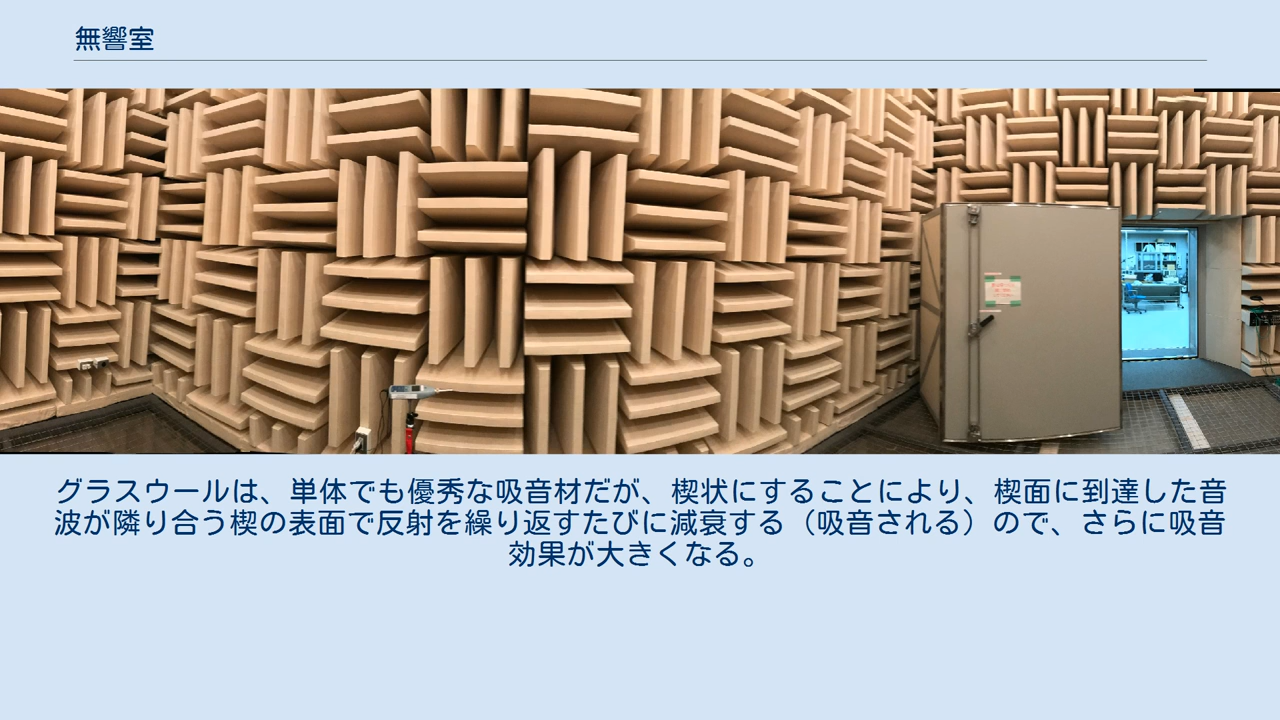 無響室
グラスウールは、単体でも優秀な吸音材だが、楔状にすることにより、楔面に到達した音
波が隣り合う楔の表面で反射を繰り返すたびに減衰する（吸音される）ので、さらに吸音
効果が大きくなる。